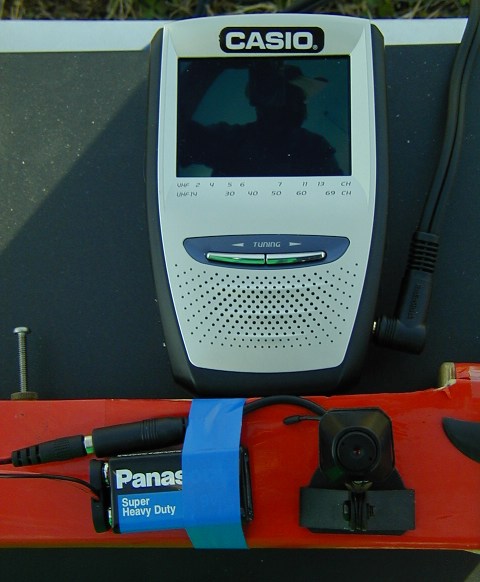 CASIO®
VHF 2 4 5 6 7 11 13 CH
UHF 14 30 40 50 60 69 CH
TUNING
Panas
Super
Heavy Duty